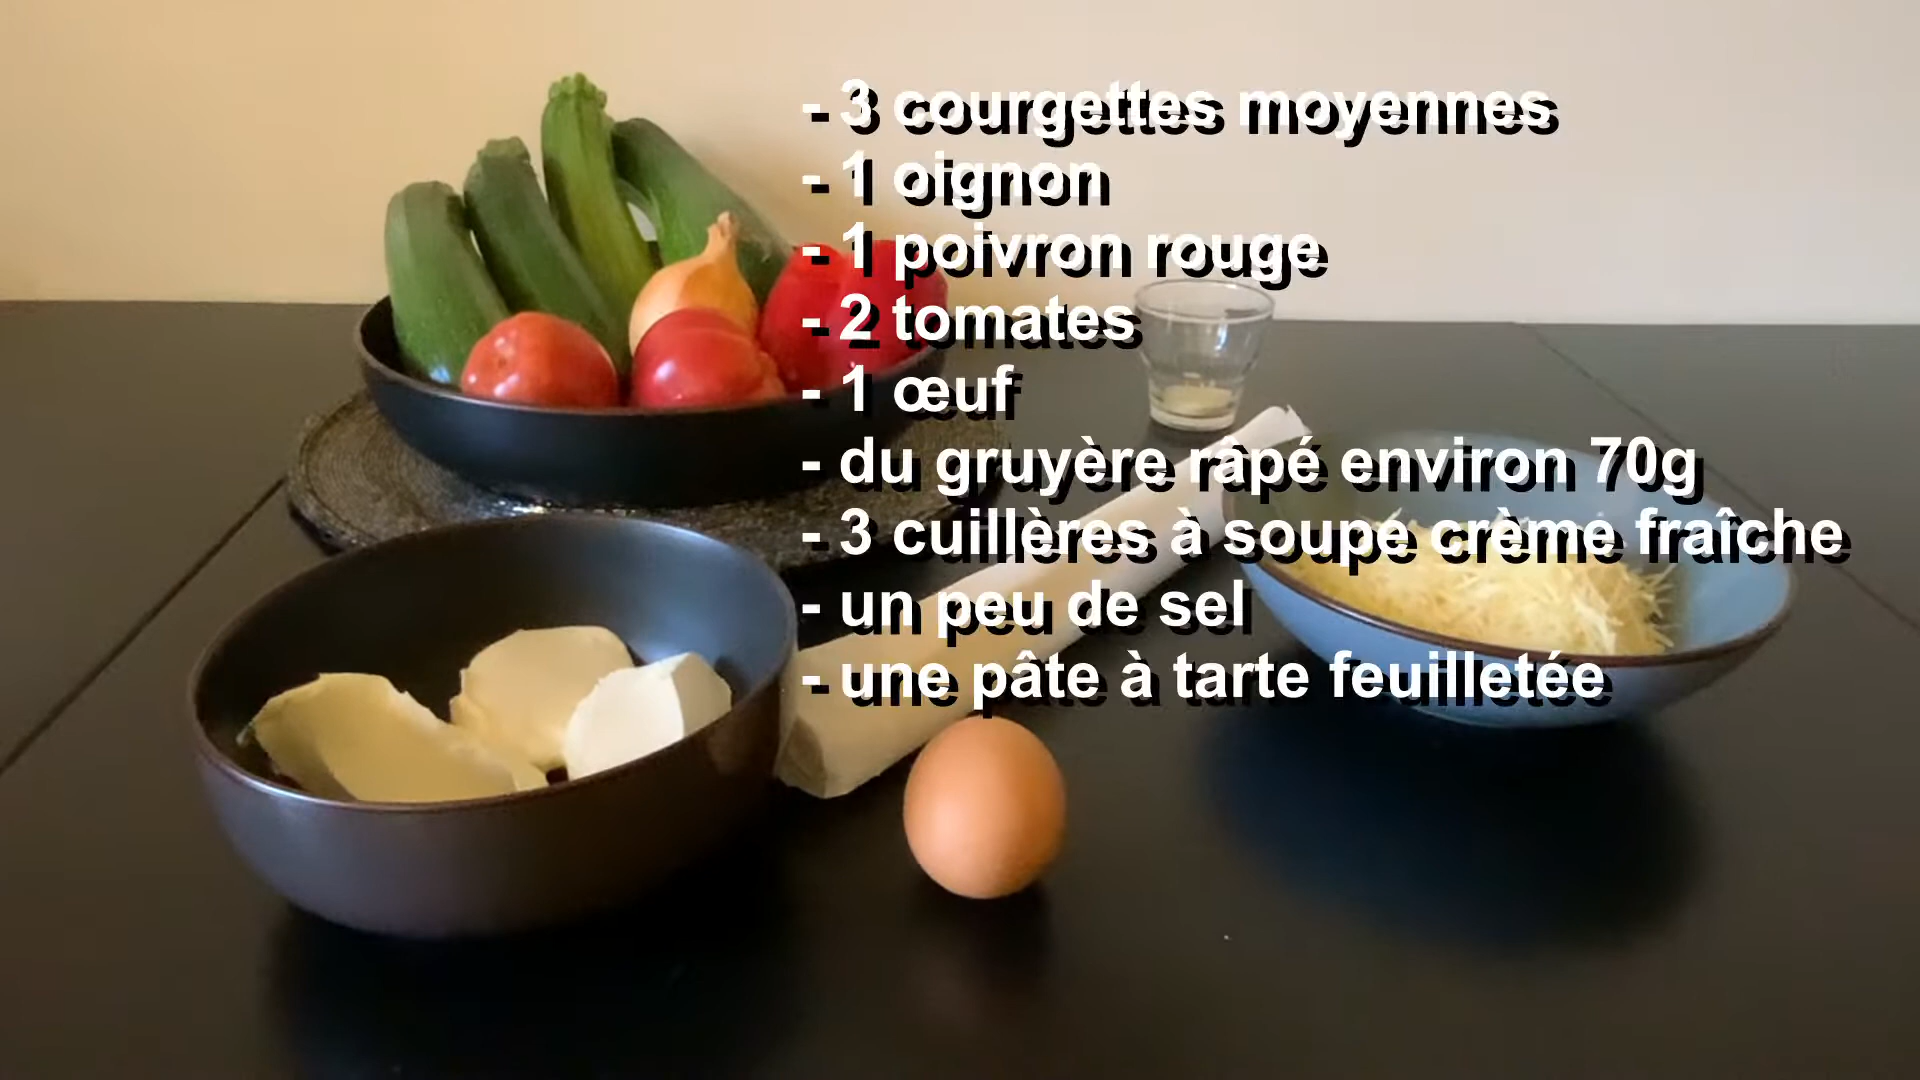 - 3 courgettes moyennes
- 1 oignon
- 1 poivron rouge
- 2 tomates
- 1 œuf
- du gruyère râpé environ 70g
- 3 cuillères à soupe crème fraîche
- un peu de sel
- une pâte à tarte feuilletée